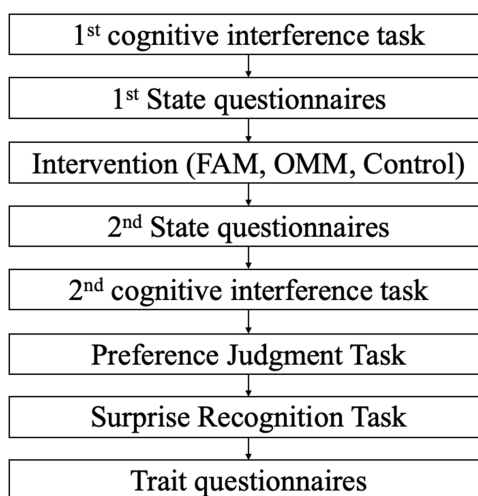 1st cognitive interference task
1st State questionnaires
Intervention (FAM, OMM, Control)
2nd State questionnaires
2nd cognitive interference task
Preference Judgment Task
Surprise Recognition Task
Trait questionnaires